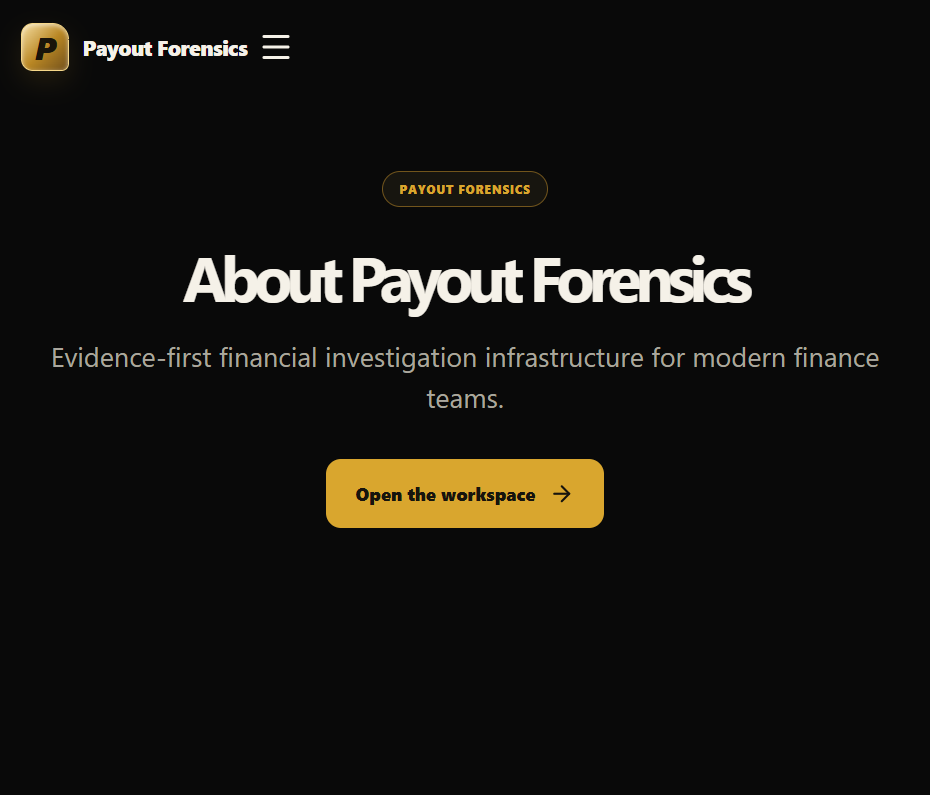 P Payout Forensics
PAYOUT FORENSICS
About Payout Forensics
Evidence-first financial investigation infrastructure for modern finance
teams.
Open the workspace